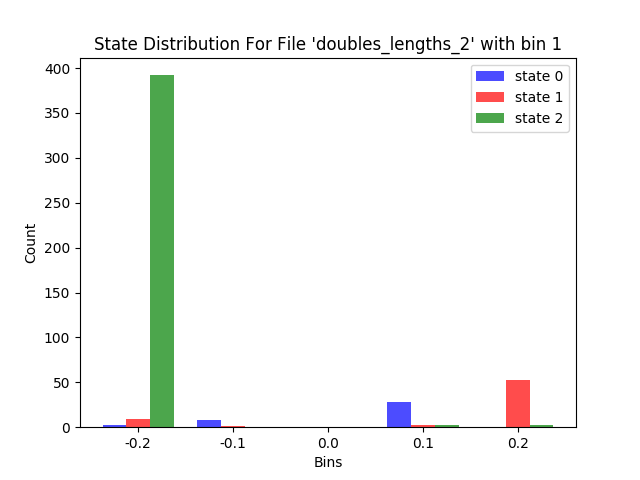 State Distribution For File 'doubles_lengths_2' with bin 1
state 0
state 1
state 2
400
350
300
250
200
150
100
50
0
Count
-0.2 -0.1 0.0 0.1 0.2
Bins